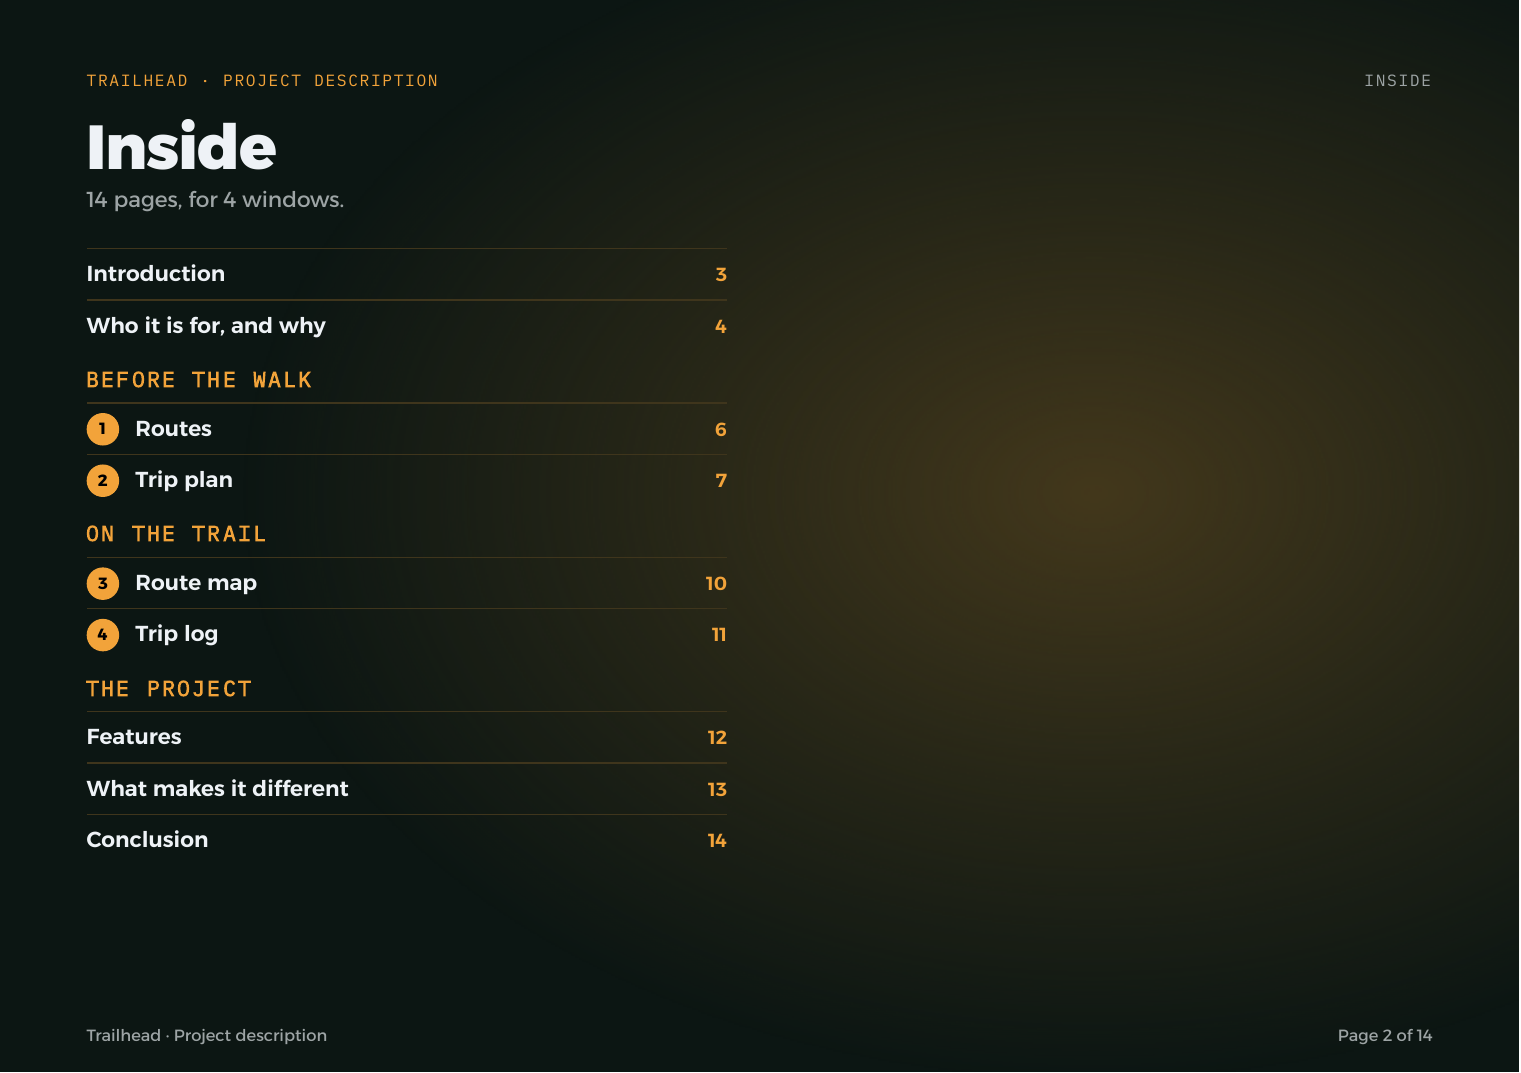 TRAILHEAD · PROJECT DESCRIPTION
INSIDE
Inside
14 pages, for 4 windows.
Introduction 3
Who it is for, and why 4
BEFORE THE WALK
1 Routes 6
2 Trip plan 7
ON THE TRAIL
3 Route map 10
4 Trip log 11
THE PROJECT
Features 12
What makes it different 13
Conclusion 14
Trailhead · Project description
Page 2 of 14